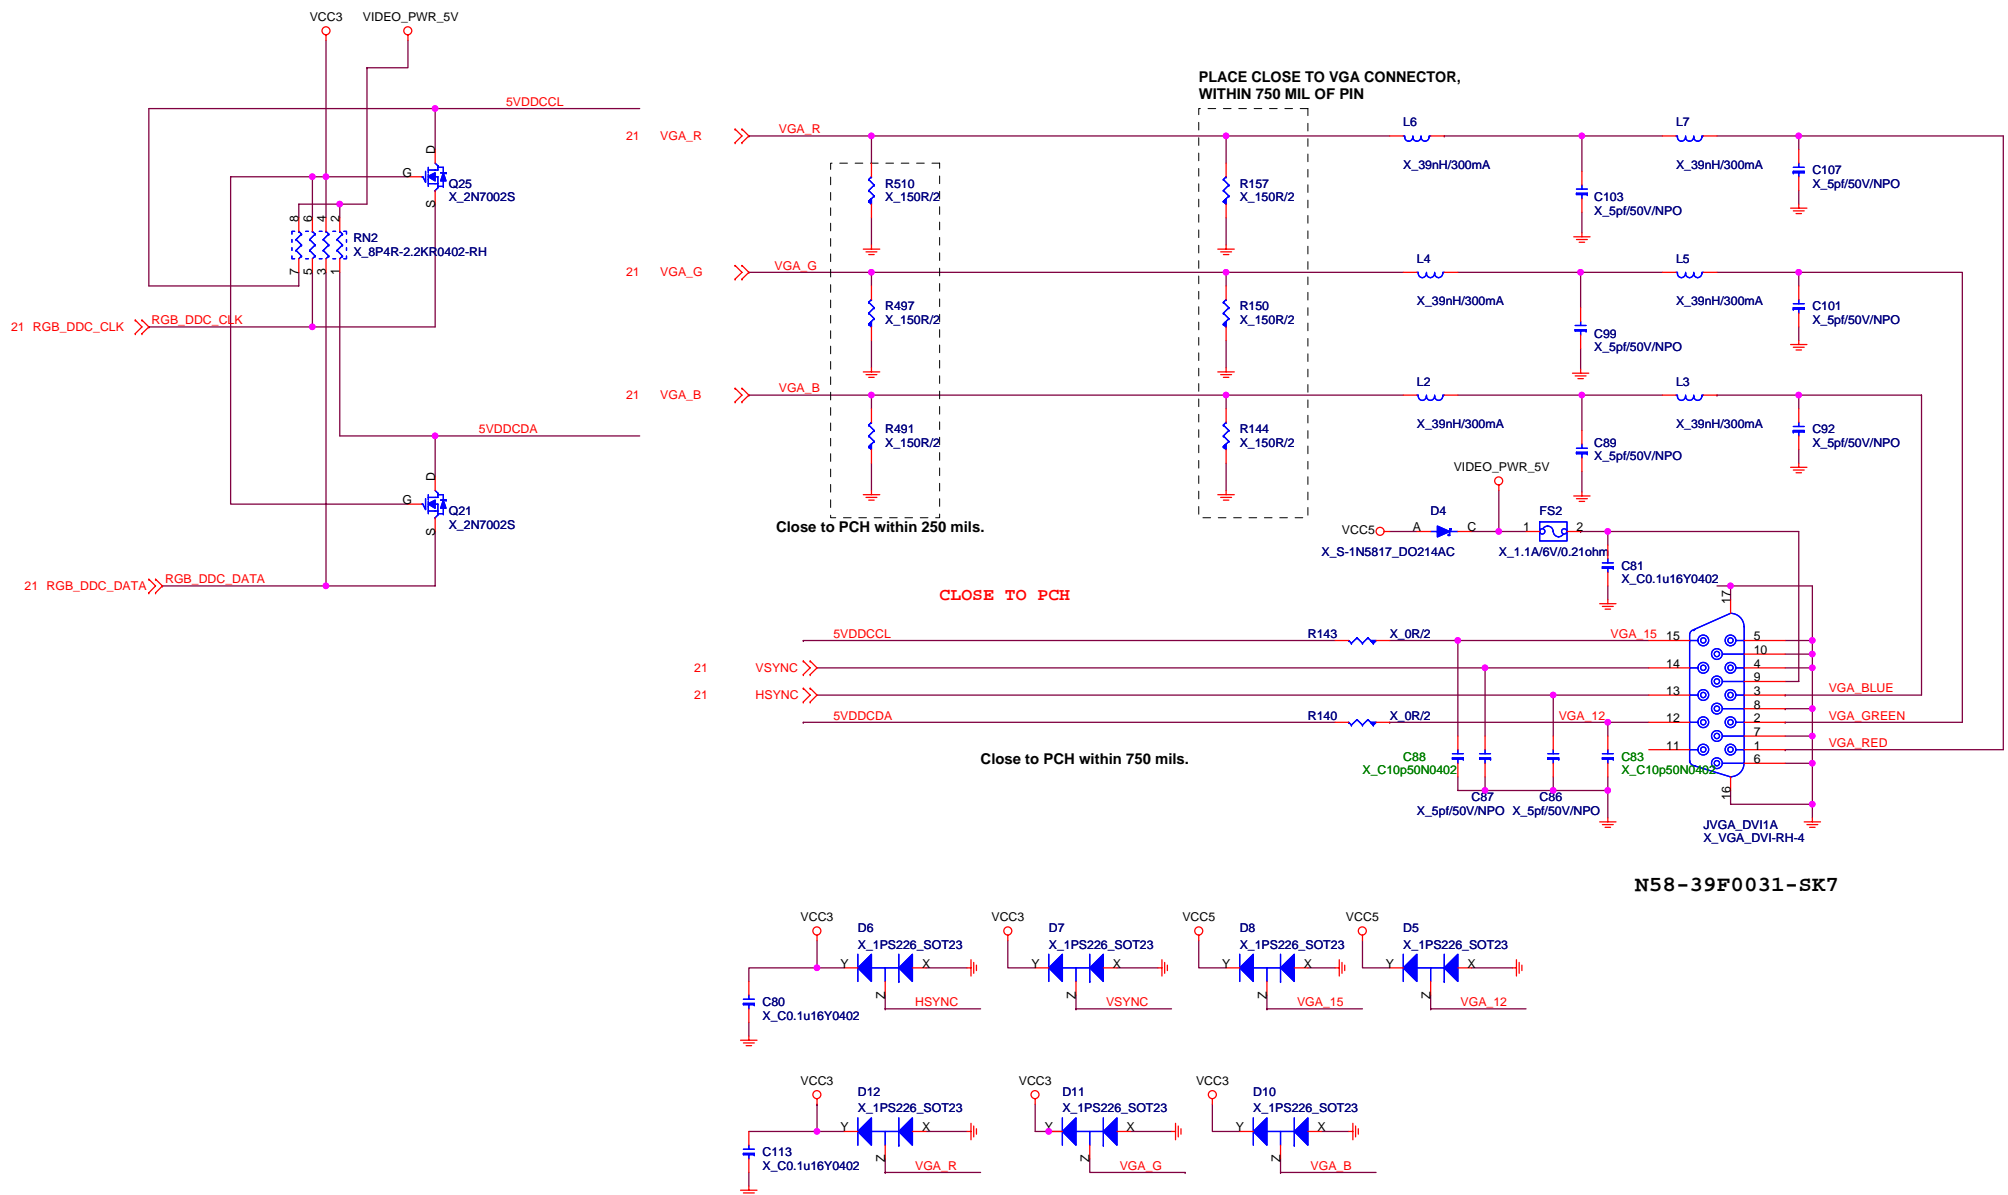 VCC3
VIDEO_PWR_5V
PLACE CLOSE TO VGA CONNECTOR,
WITHIN 750 MIL OF PIN
5VDDCCL
D
G
S
Q25
X_2N7002S
8 6 4 2
RN2
X_8P4R-2.2KR0402-RH
7 5 3 1
21 RGB_DDC_CLK
RGB_DDC_CLK
5VDDCDA
D
G
S
Q21
X_2N7002S
21 RGB_DDC_DATA
RGB_DDC_DATA
21 VGA_R
VGA_R
R510
X_150R/2
R157
X_150R/2
L6
X_39nH/300mA
C103
X_5pf/50V/NPO
L7
X_39nH/300mA
C107
X_5pf/50V/NPO
21 VGA_G
VGA_G
R497
X_150R/2
R150
X_150R/2
L4
X_39nH/300mA
C99
X_5pf/50V/NPO
L5
X_39nH/300mA
C101
X_5pf/50V/NPO
21 VGA_B
VGA_B
R491
X_150R/2
R144
X_150R/2
L2
X_39nH/300mA
C89
X_5pf/50V/NPO
L3
X_39nH/300mA
C92
X_5pf/50V/NPO
Close to PCH within 250 mils.
VIDEO_PWR_5V
VCC5
A
D4
C
X_S-1N5817_DO214AC
1
FS2
2
X_1.1A/6V/0.21ohm
C81
X_C0.1u16Y0402
CLOSE TO PCH
5VDDCCL
R143
X_0R/2
VGA_15
21 VSYNC
21 HSYNC
5VDDCDA
R140
X_0R/2
VGA_12
Close to PCH within 750 mils.
C88
X_C10p50N0402
C87
X_5pf/50V/NPO
C86
X_5pf/50V/NPO
C83
X_C10p50N0402
17
15
14
13
12
11
5
10
4
9
3
8
2
7
1
6
16
VGA_BLUE
VGA_GREEN
VGA_RED
JVGA_DVI1A
X_VGA_DVI-RH-4
N58-39F0031-SK7
VCC3
D6
X_1PS226_SOT23
Y
X
Z
HSYNC
C80
X_C0.1u16Y0402
VCC3
D7
X_1PS226_SOT23
Y
X
Z
VSYNC
VCC5
D8
X_1PS226_SOT23
Y
X
Z
VGA_15
VCC5
D5
X_1PS226_SOT23
Y
X
Z
VGA_12
VCC3
D12
X_1PS226_SOT23
Y
X
Z
VGA_R
C113
X_C0.1u16Y0402
VCC3
D11
X_1PS226_SOT23
Y
X
Z
VGA_G
VCC3
D10
X_1PS226_SOT23
Y
X
Z
VGA_B